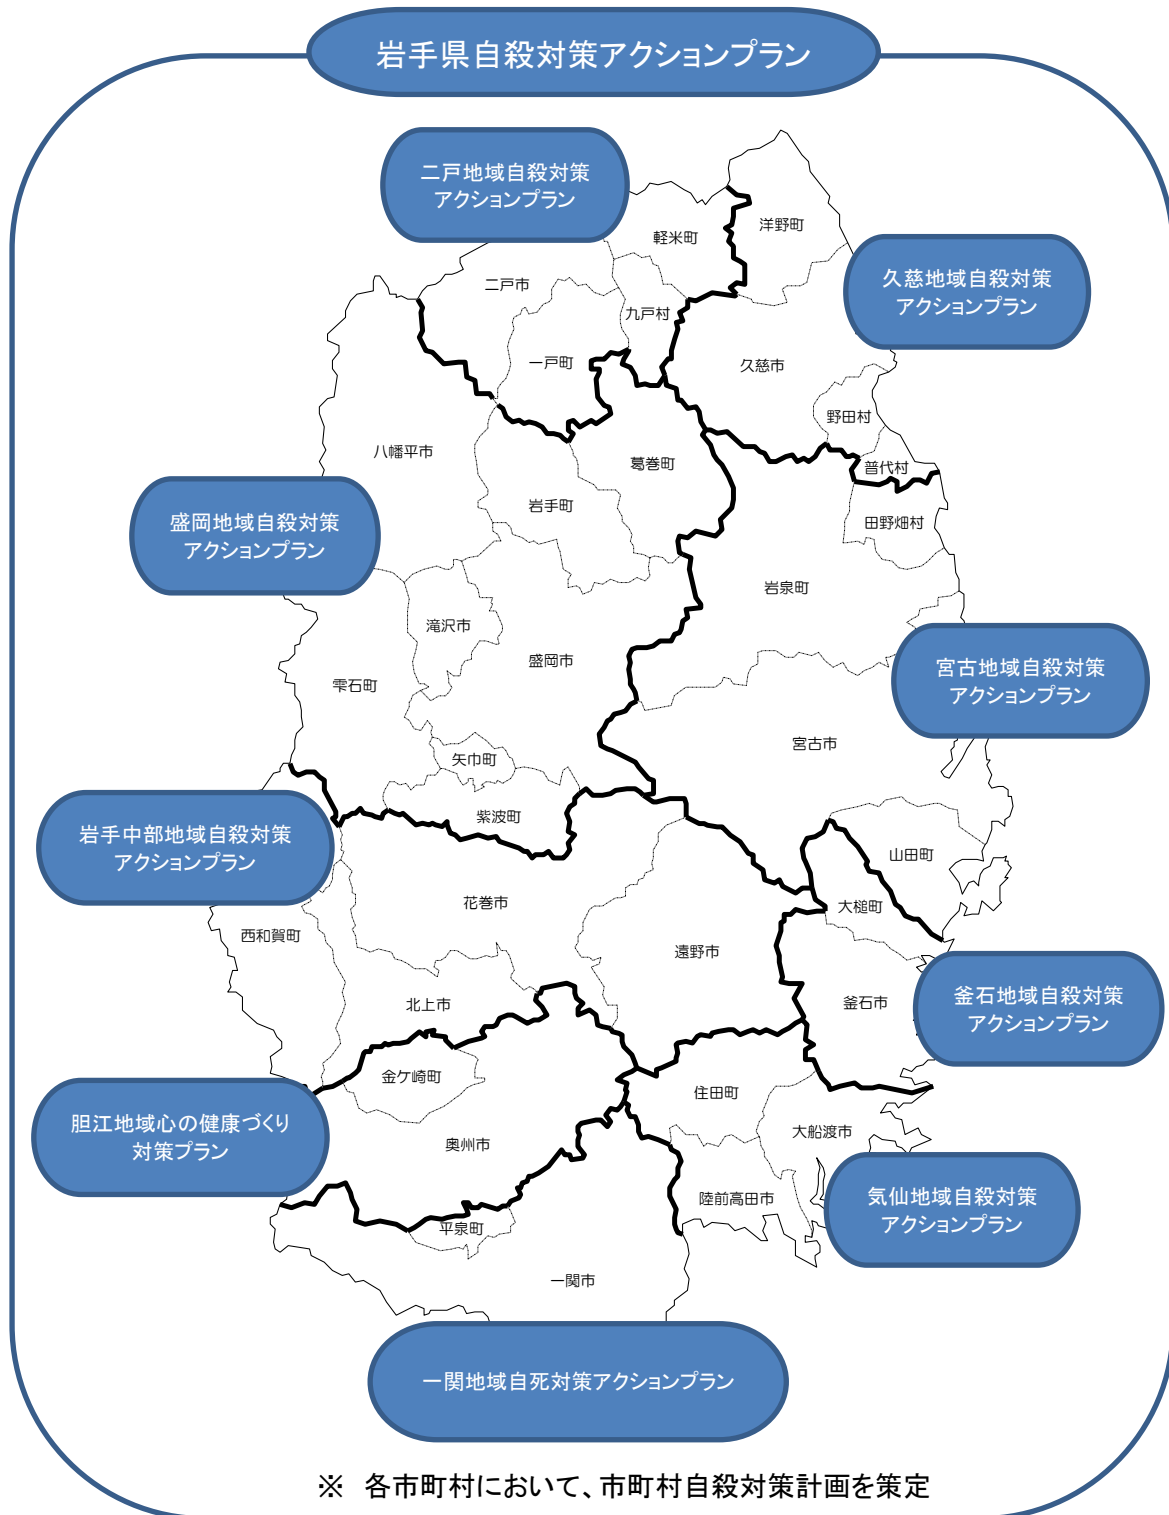 岩手県自殺対策アクションプラン
二戸地域自殺対策
アクションプラン
軽米町
洋野町
二戸市
九戸村
久慈地域自殺対策
アクションプラン
一戸町
久慈市
野田村
八幡平市
葛巻町
普代村
岩手町
田野畑村
盛岡地域自殺対策
アクションプラン
岩泉町
滝沢市
盛岡市
雫石町
宮古地域自殺対策
アクションプラン
宮古市
矢巾町
紫波町
岩手中部地域自殺対策
アクションプラン
山田町
花巻市
大槌町
西和賀町
遠野市
北上市
釜石市
釜石地域自殺対策
アクションプラン
金ケ崎町
住田町
胆江地域心の健康づくり
対策プラン
奥州市
大船渡市
陸前高田市
気仙地域自殺対策
アクションプラン
平泉町
一関市
一関地域自死対策アクションプラン
※　各市町村において、市町村自殺対策計画を策定